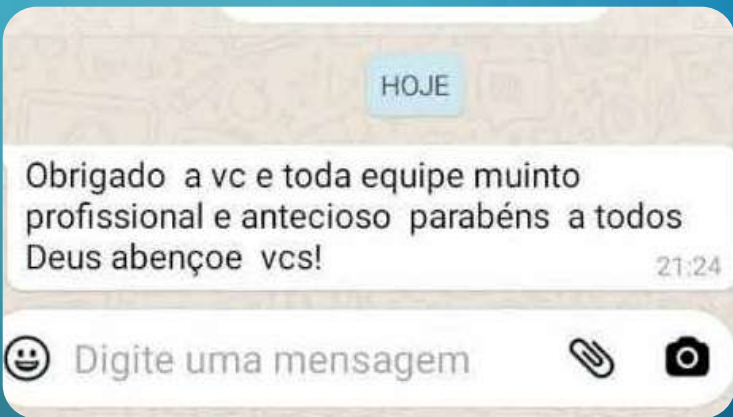 HOJE
Obrigado a vc e toda equipe muinto
profissional e antecioso parabéns a todos
Deus abençoe vcs!
21:24
Digite uma mensagem